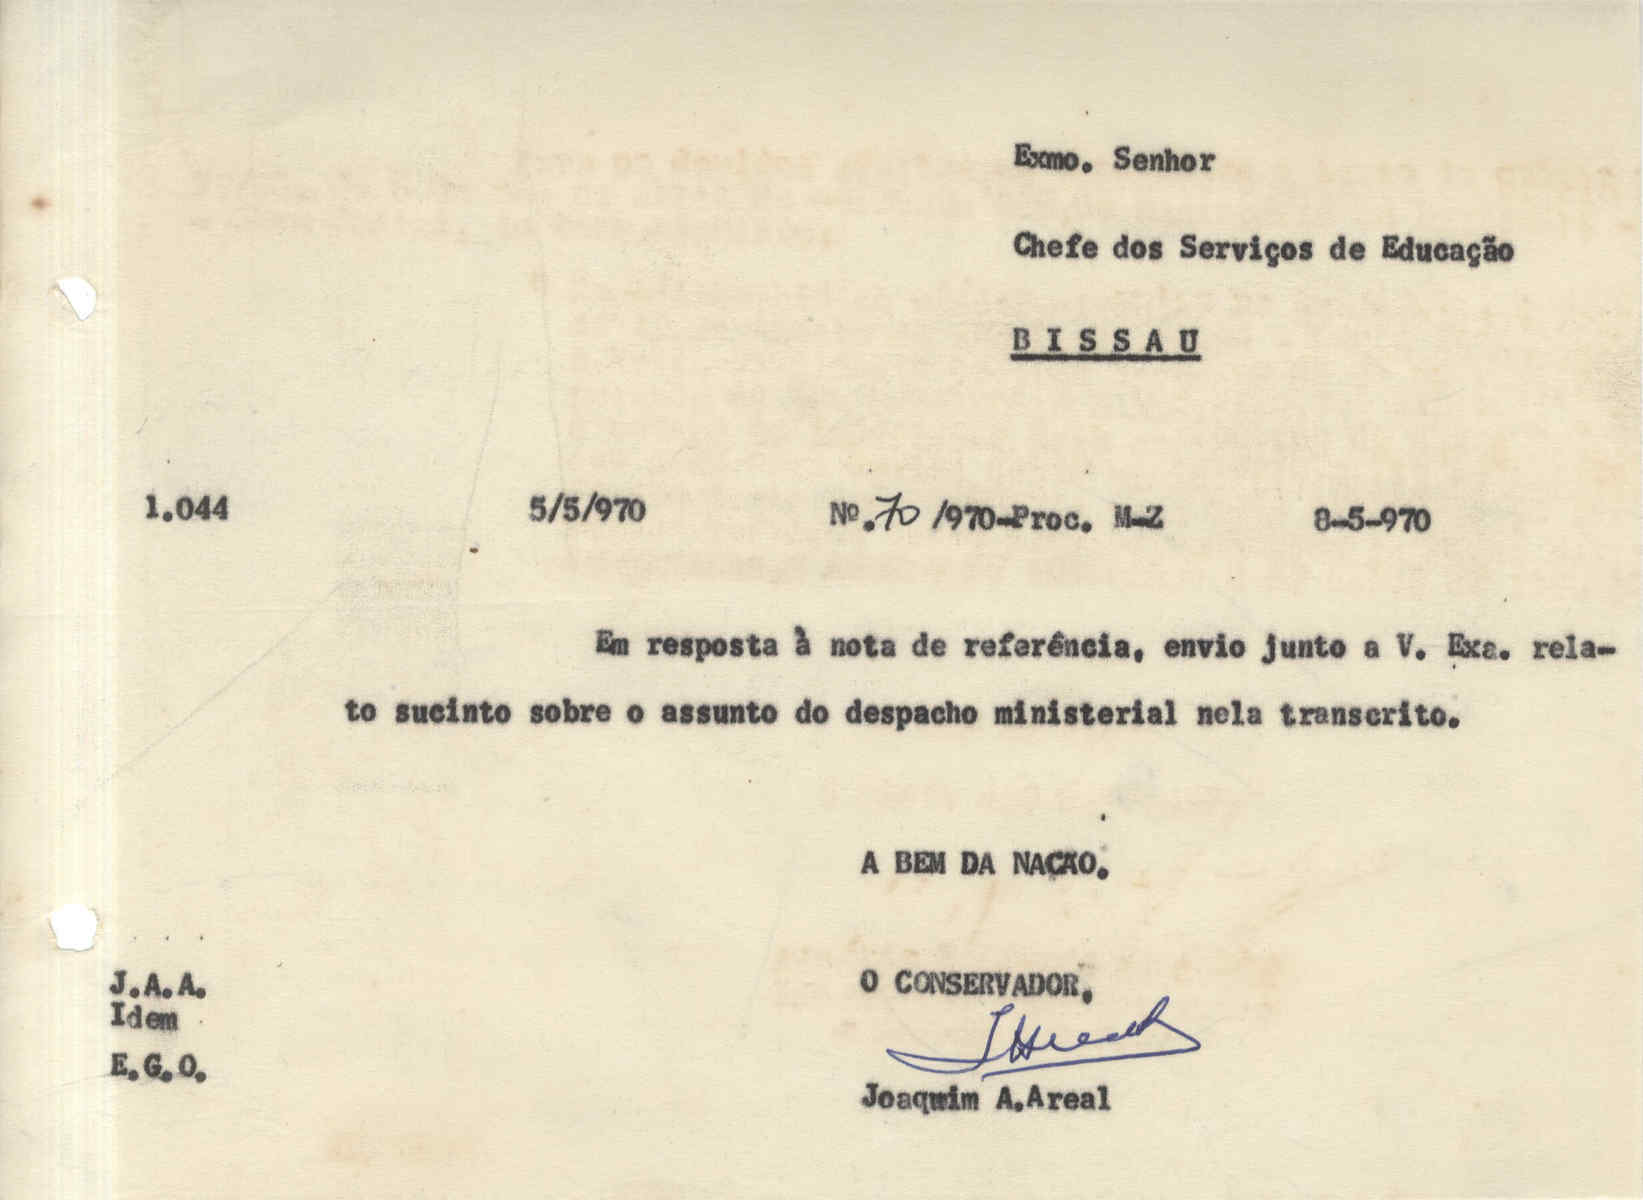 Exmo. Senhor
Chefe dos Serviços de Educação
B I S S A U
1.044 5/5/970 Nº.70 /970-Proc. M-Z 8-5-970
Em resposta à nota de referência, envio junto a V. Exa. rela-
to sucinto sobre o assunto do despacho ministerial nela transcrito.
A BEM DA NAÇÃO.
O CONSERVADOR,
J.A.A.
Idem
E.G.O.
Joaquim A.Areal